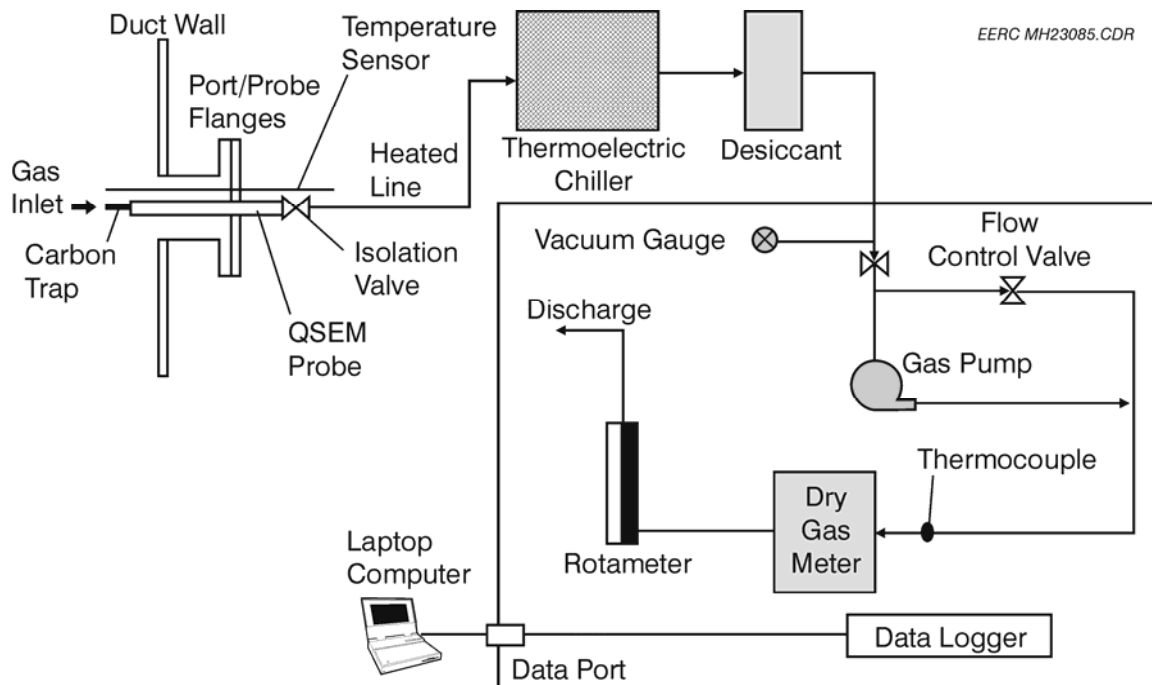 Duct Wall
Temperature
Sensor
EERC MH23085.CDR
Port/Probe
Flanges
Gas
Inlet
Heated
Line
Thermoelectric
Chiller
Desiccant
Carbon
Trap
Isolation
Valve
QSEM
Probe
Vacuum Gauge
Flow
Control Valve
Discharge
Gas Pump
Thermocouple
Dry
Gas
Meter
Rotameter
Laptop
Computer
Data Logger
Data Port